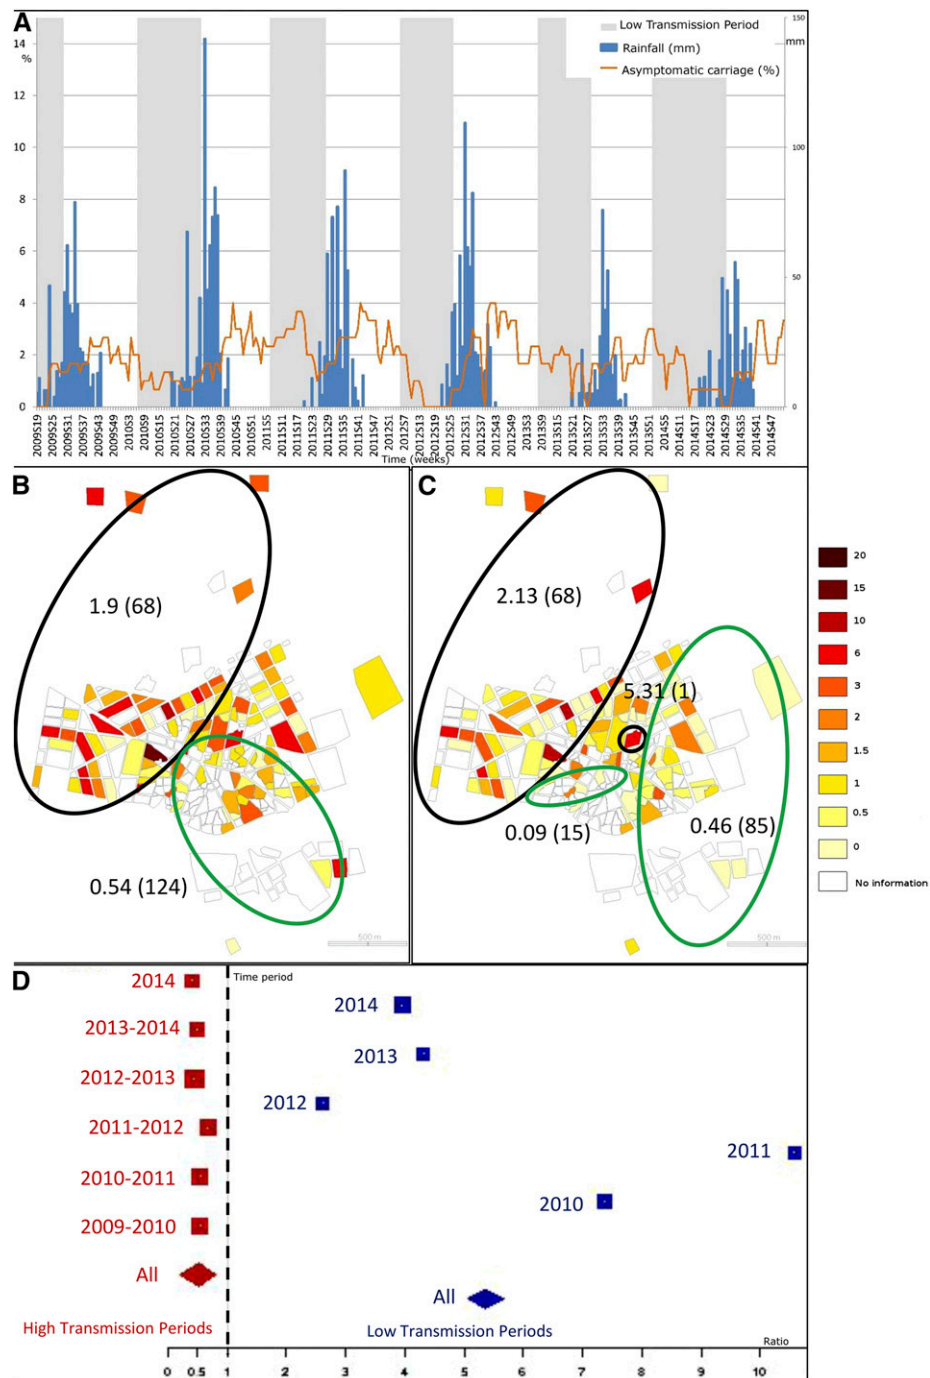 A
14
%
12
10
8
6
4
2
0
150
mm
100
50
0
Low Transmission Period
Rainfall (mm)
Asymptomatic carriage (%)
2009S19
2009S25
2009S31
2009S37
2009S43
2009S49
2010S3
2010S9
2010S15
2010S21
2010S27
2010S33
2010S39
2010S45
2010S51
2011S5
2011S11
2011S17
2011S23
2011S29
2011S35
2011S41
2011S47
2012S1
2012S7
2012S13
2012S19
2012S25
2012S31
2012S37
2012S43
2012S49
2013S3
2013S9
2013S15
2013S21
2013S27
2013S33
2013S39
2013S45
2013S51
2014S5
2014S11
2014S17
2014S23
2014S29
2014S35
2014S41
2014S47
Time (weeks)
B
1.9 (68)
0.54 (124)
500 m
C
2.13 (68)
5.31 (1)
0.09 (15)
0.46 (85)
500 m
20
15
10
6
3
2
1.5
1
0.5
0
No information
D
Time period
2014
2013-2014
2012-2013
2011-2012
2010-2011
2009-2010
All
High Transmission Periods
2014
2013
2012
2011
2010
All
Low Transmission Periods
Ratio
0 0.5 1 2 3 4 5 6 7 8 9 10